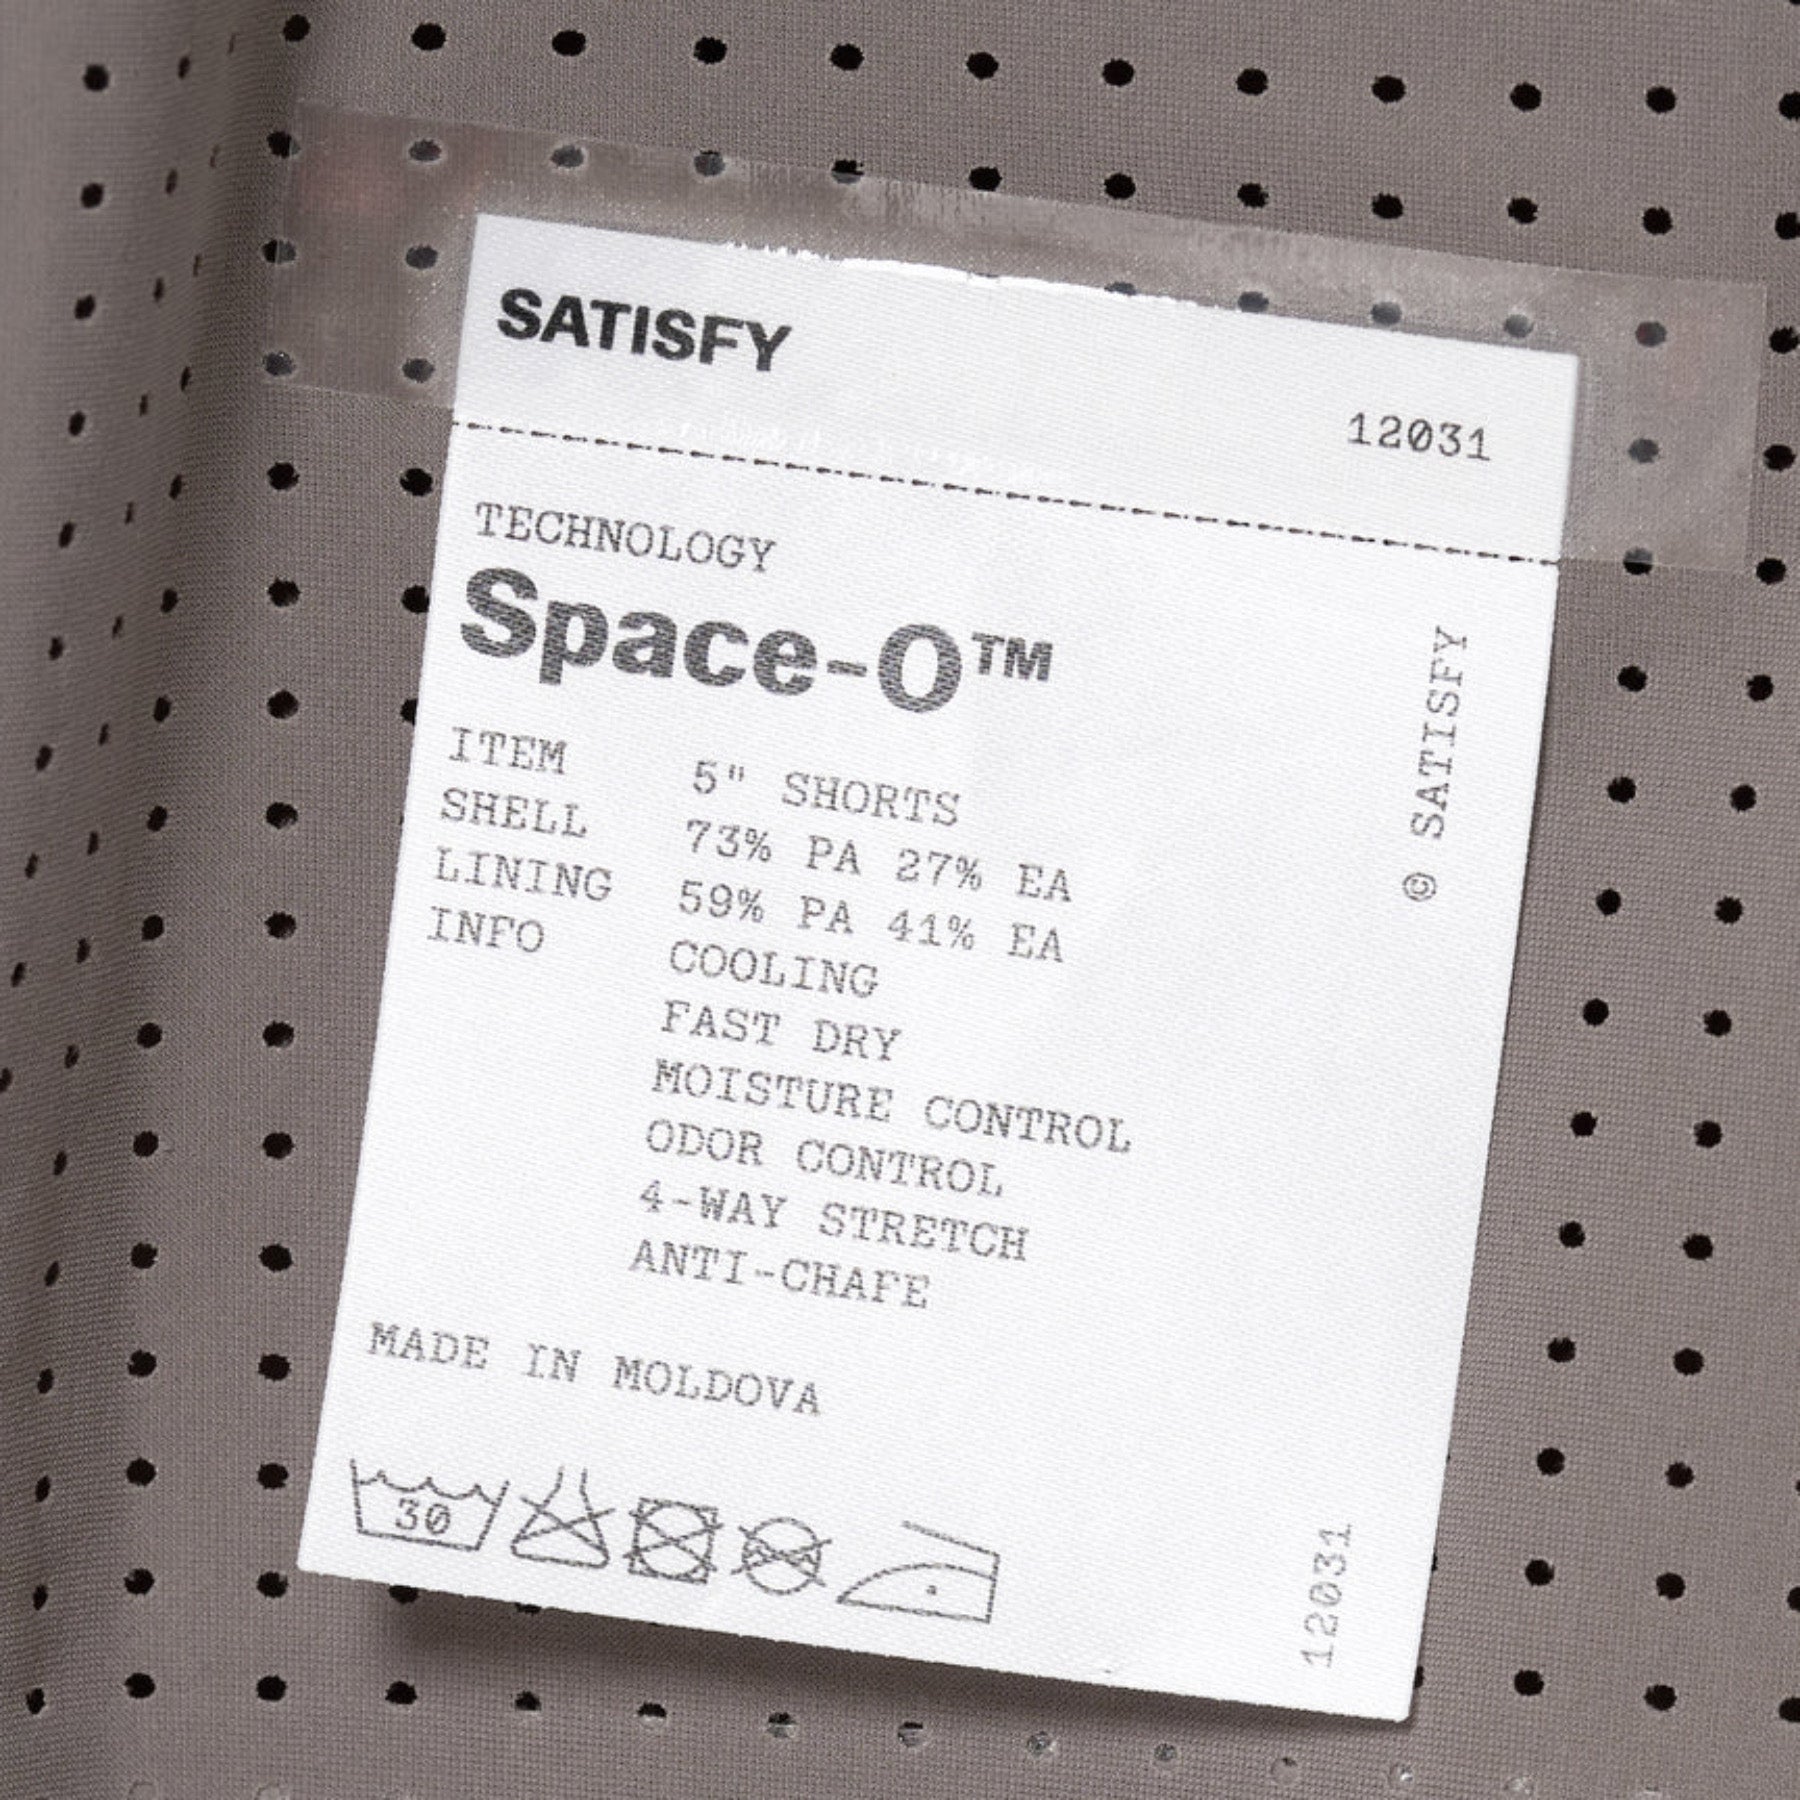 SATISFY
12031
TECHNOLOGY
Space-O™
ITEM 5" SHORTS
SHELL 73% PA 27% EA
LINING 59% PA 41% EA
INFO COOLING
FAST DRY
MOISTURE CONTROL
ODOR CONTROL
4-WAY STRETCH
ANTI-CHAFE
MADE IN MOLDOVA
30
© SATISFY
12031